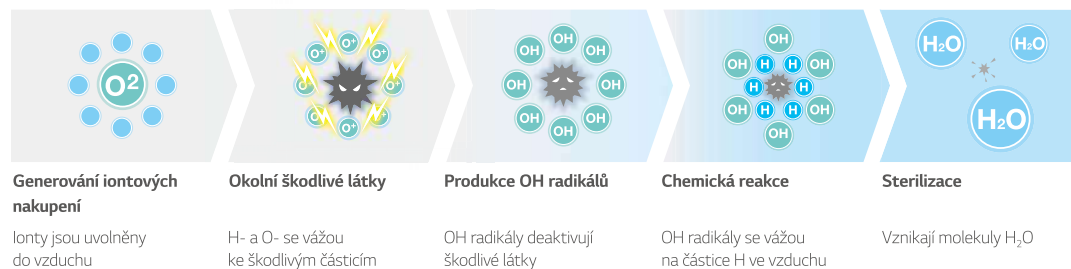 O²
O⁺ O⁺ O⁺ O⁺ O⁺ O⁺ O⁺ O⁺
OH OH OH OH OH OH OH OH
OH OH OH OH OH OH H H H H H H
H₂O H₂O H₂O
Generování iontových
nakupení
Ionty jsou uvolněny
do vzduchu
Okolní škodlivé látky
H- a O- se vážou
ke škodlivým částicím
Produkce OH radikálů
OH radikály deaktivují
škodlivé látky
Chemická reakce
OH radikály se vážou
na částice H ve vzduchu
Sterilizace
Vznikají molekuly H₂O